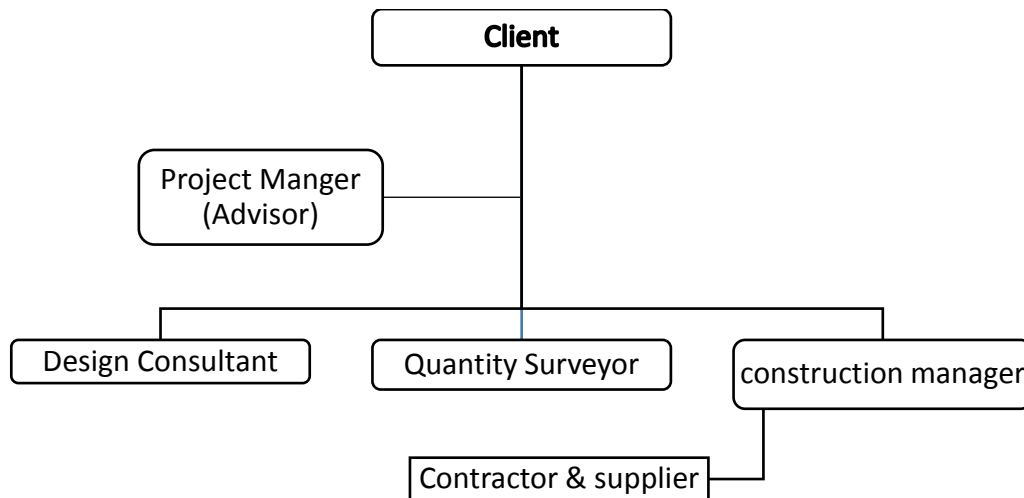 Client
Project Manger
(Advisor)
Design Consultant
Quantity Surveyor
construction manager
Contractor & supplier